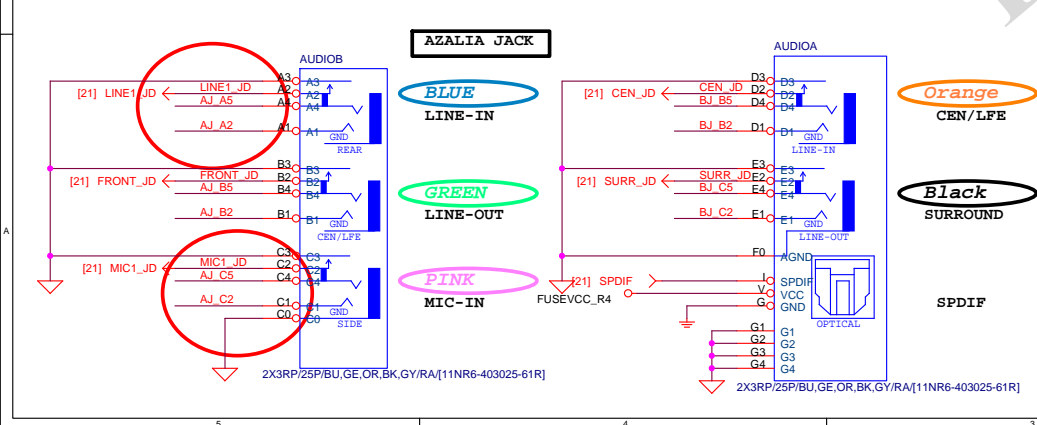 AZALIA JACK
AUDIOB
A3 A3
[21] LINE1_JD LINE1_JD A2 A2
AJ_A5 A4 A4
AJ_A2 A1 A1
GND
REAR
BLUE
LINE-IN
B3 B3
[21] FRONT_JD FRONT_JD B2 B2
AJ_B5 B4 B4
AJ_B2 B1 B1
GND
CEN/LFE
GREEN
LINE-OUT
C3 C3
[21] MIC1_JD MIC1_JD C2 C2
AJ_C5 C4 C4
AJ_C2 C1 C1
GND
C0 C0
SIDE
PINK
MIC-IN
2X3RP/25P/BU,GE,OR,BK,GY/RA/[11NR6-403025-61R]
AUDIOA
D3 D3
[21] CEN_JD CEN_JD D2 D2
BJ_B5 D4 D4
BJ_B2 D1 D1
GND
LINE-IN
Orange
CEN/LFE
E3 E3
[21] SURR_JD SURR_JD E2 E2
BJ_C5 E4 E4
BJ_C2 E1 E1
GND
LINE-OUT
Black
SURROUND
F0 AGND
[21] SPDIF I SPDIF
FUSEVCC_R4 V VCC
G GND
OPTICAL
SPDIF
G1 G1
G2 G2
G3 G3
G4 G4
2X3RP/25P/BU,GE,OR,BK,GY/RA/[11NR6-403025-61R]
A
5 4 3